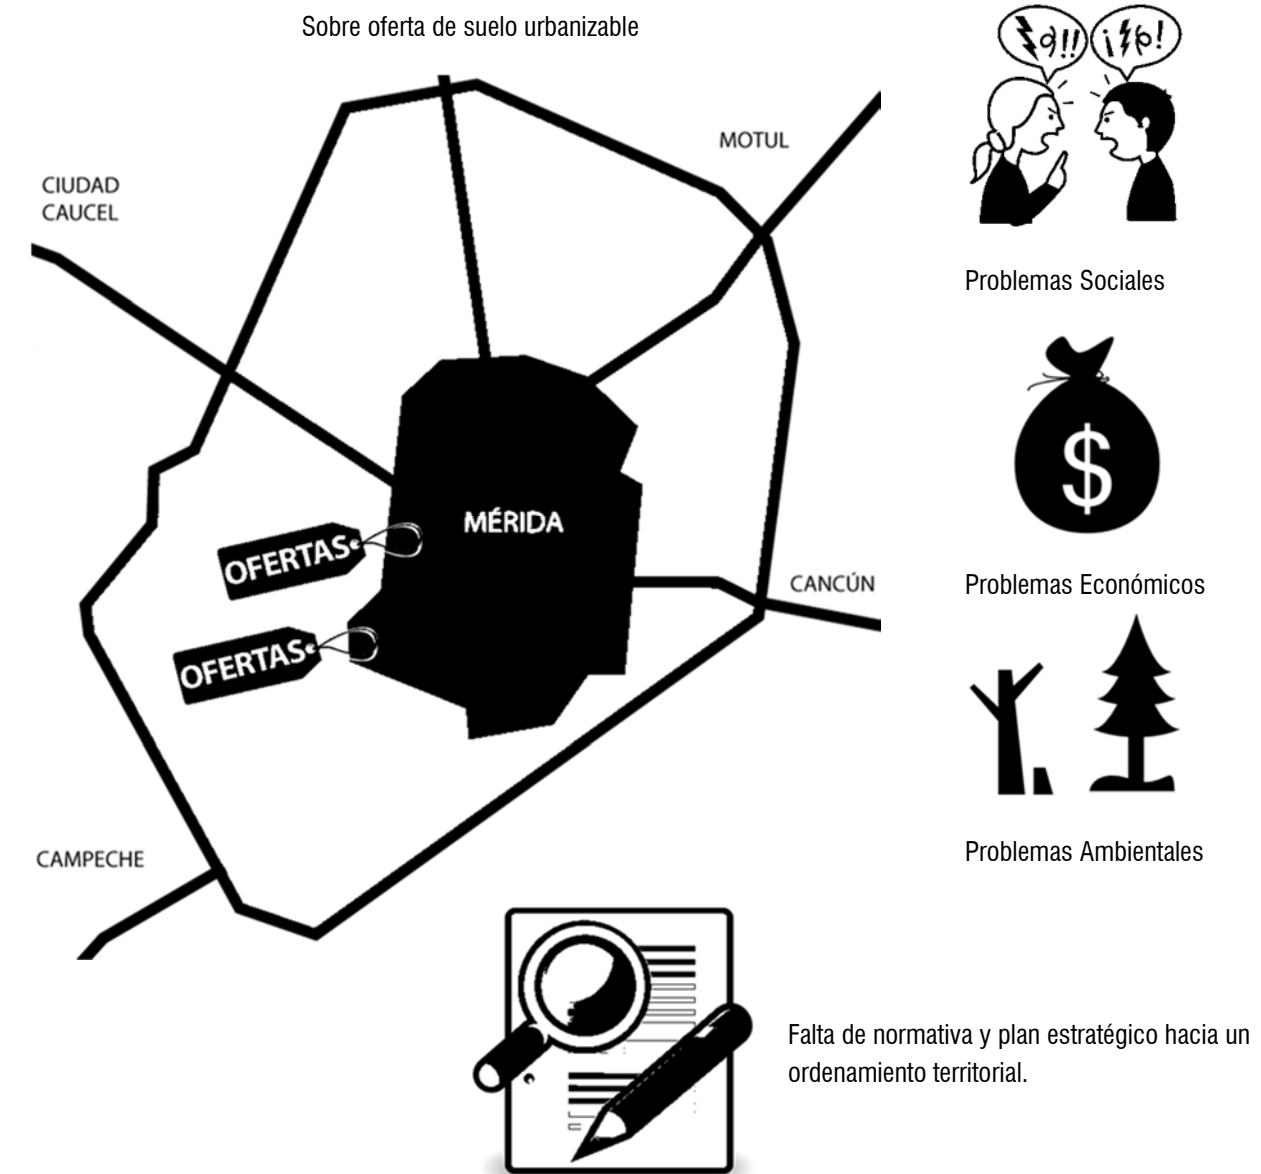 Sobre oferta de suelo urbanizable
MOTUL
CIUDAD
CAUCEL
MÉRIDA
OFERTAS
CANCÚN
OFERTAS
CAMPECHE
Problemas Sociales
$
Problemas Económicos
Problemas Ambientales
Falta de normativa y plan estratégico hacia un
ordenamiento territorial.